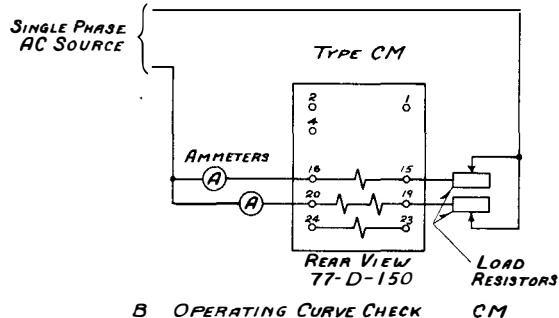 SINGLE PHASE
AC SOURCE
TYPE CM
2 1
4
AMMETERS
16 15
A
20 19
A
24 23
REAR VIEW
77-D-150
LOAD
RESISTORS
B OPERATING CURVE CHECK CM